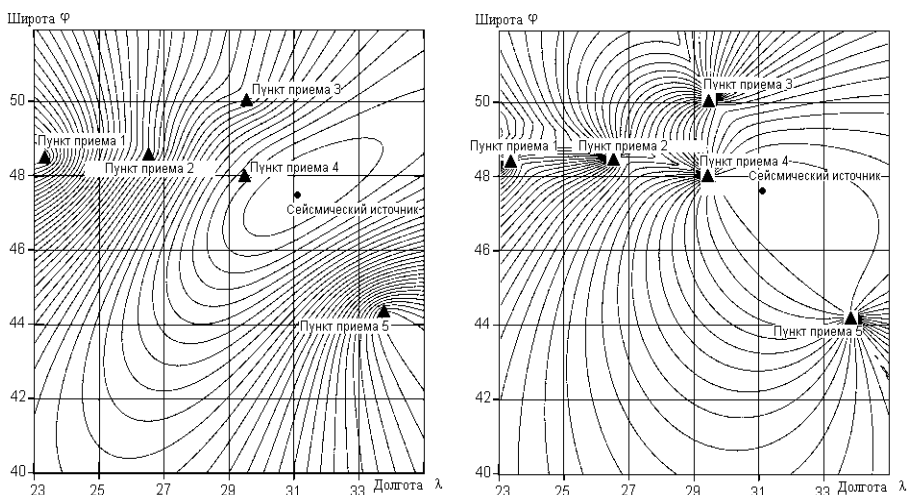 Широта φ
50
48
46
44
42
40
23
25
27
29
31
33
Долгота λ
Пункт приема 1
Пункт приема 2
Пункт приема 3
Пункт приема 4
Сейсмический источник
Пункт приема 5
Широта φ
50
48
46
44
42
40
23
25
27
29
31
33
Долгота λ
Пункт приема 1
Пункт приема 2
Пункт приема 3
Пункт приема 4
Сейсмический источник
Пункт приема 5